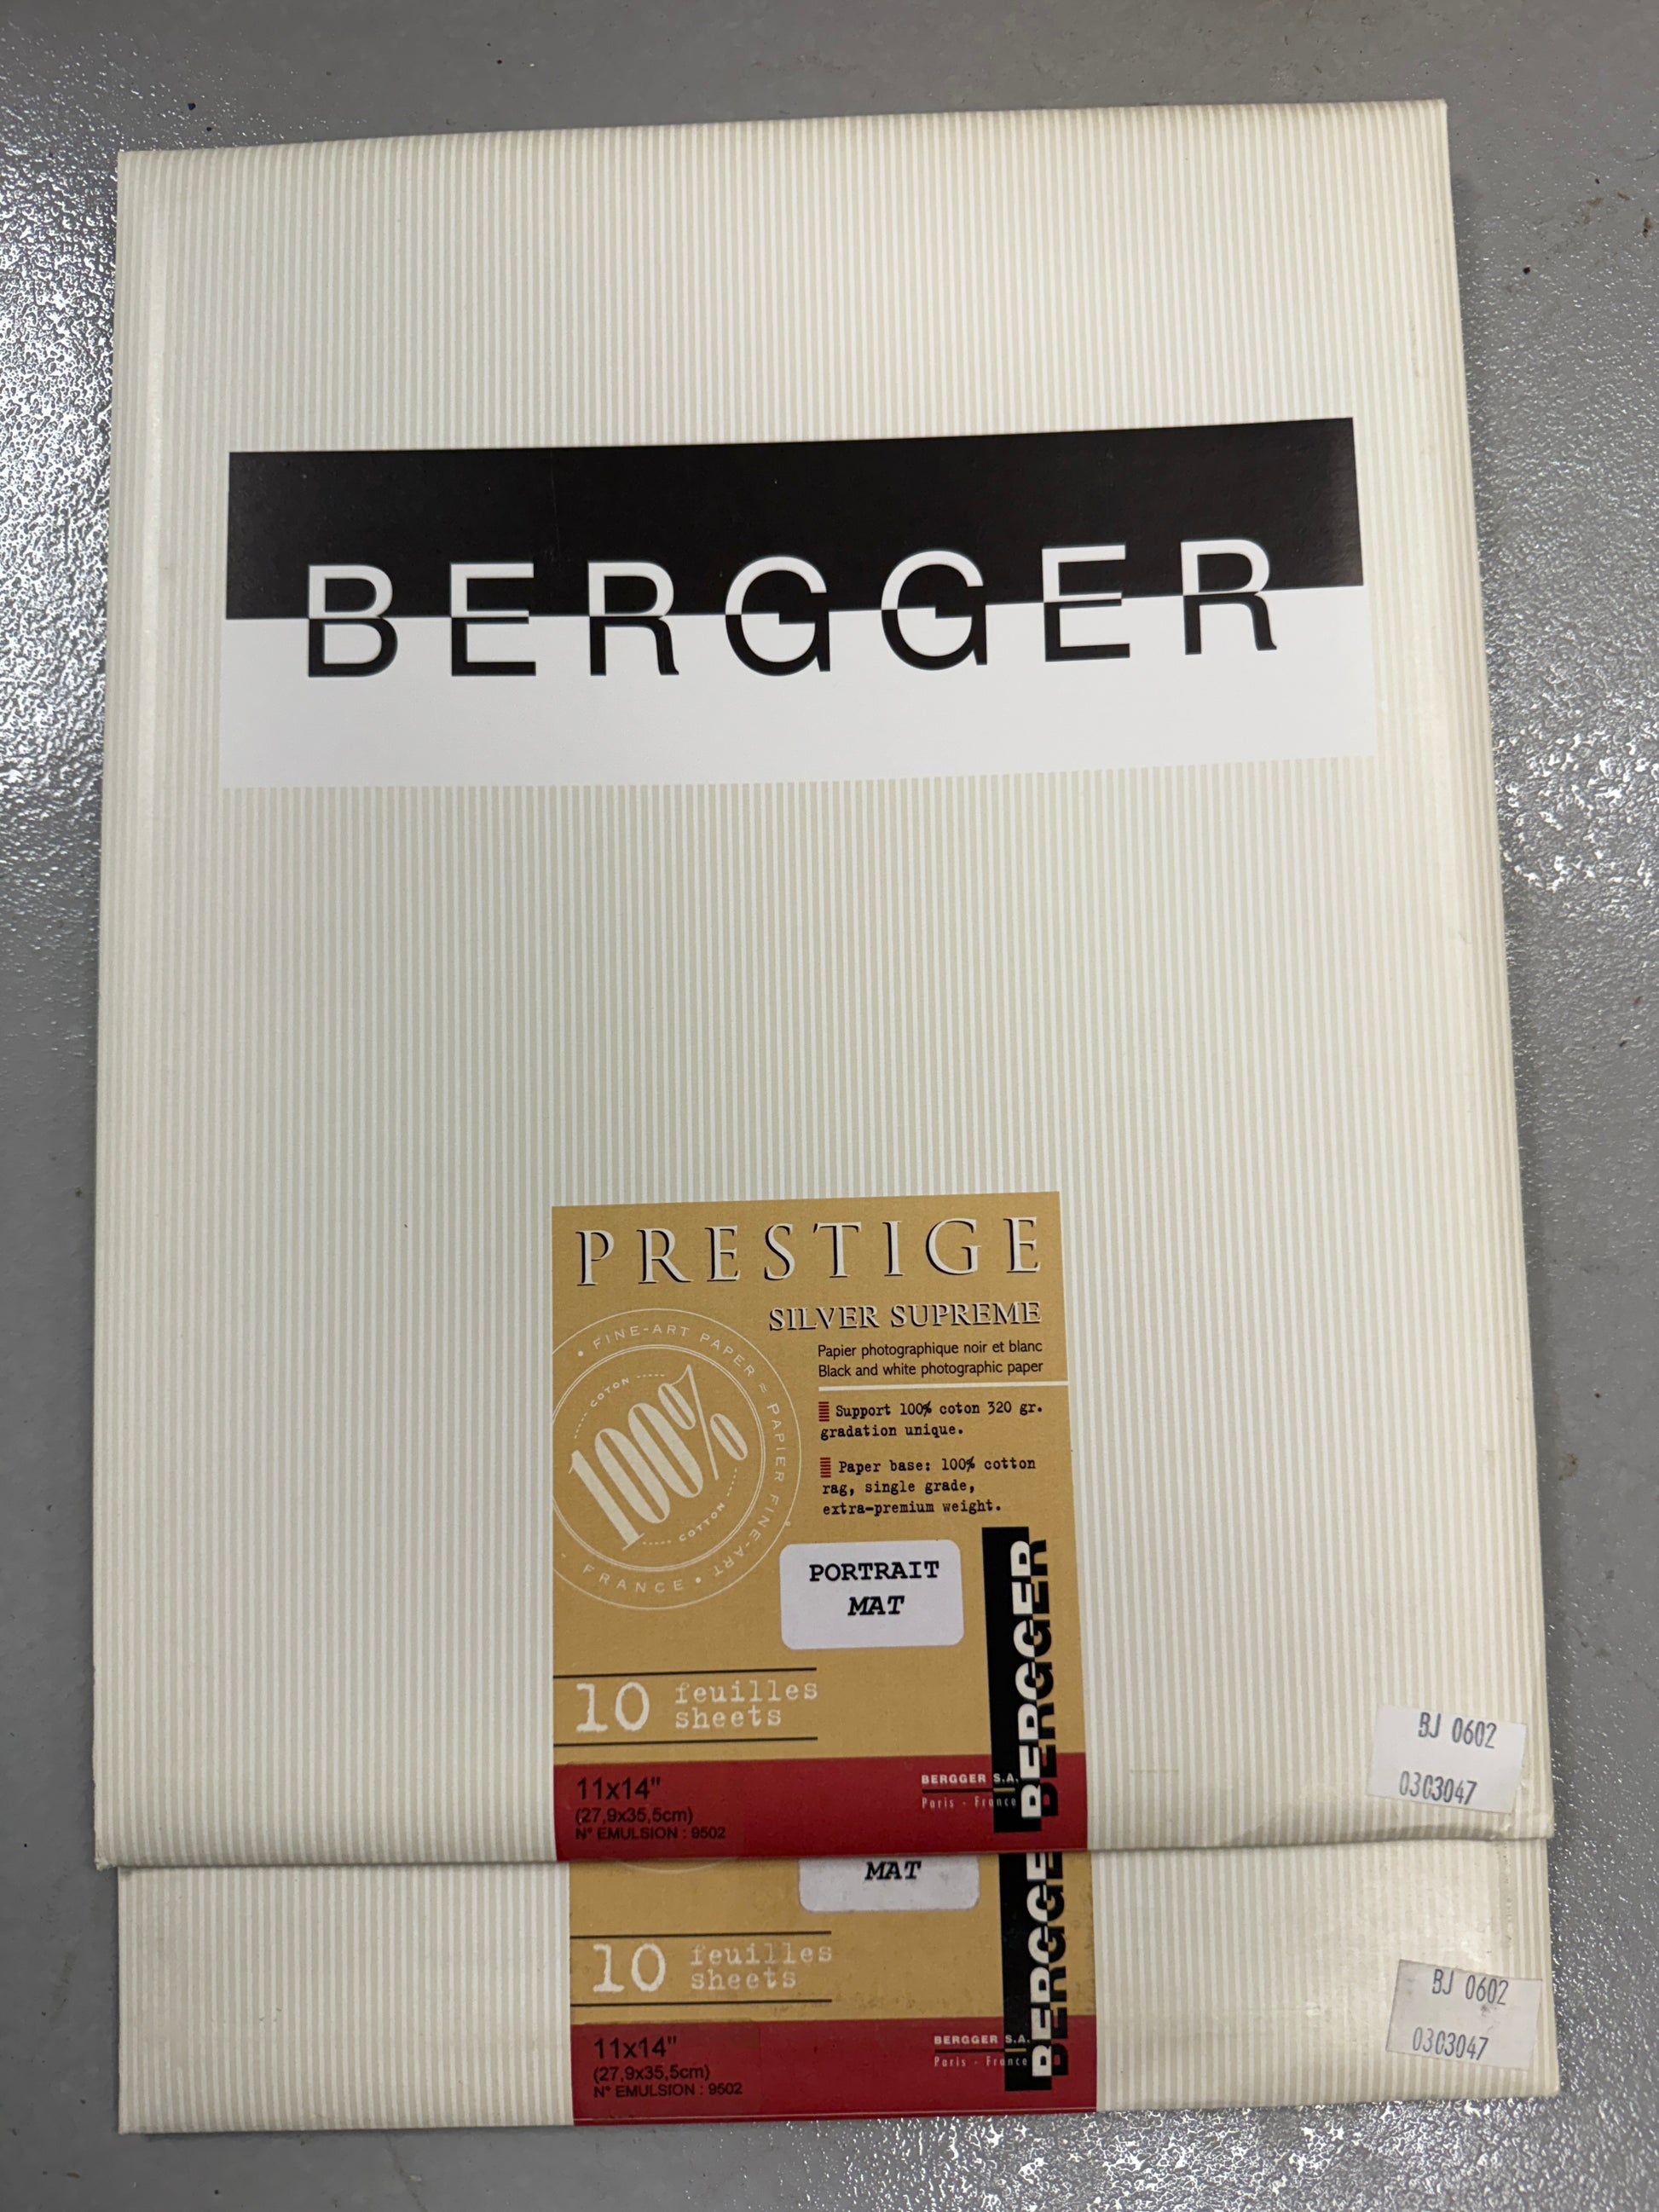 BERGGER
PRESTIGE
SILVER SUPREME
Papier photographique noir et blanc
Black and white photographic paper
• FINE-ART PAPER = PAPIER FINE-ART • FRANCE
COTON
100%
COTTON
Support 100% coton 320 gr.
gradation unique.
Paper base: 100% cotton
rag, single grade,
extra-premium weight.
PORTRAIT
MAT
BERGGER
10 feuilles
sheets
11x14"
(27,9x35,5cm)
N° EMULSION : 9502
BERGGER S.A.
Paris - France
BJ 0602
0303047
MAT
BERGGE
10 feuilles
sheets
11x14"
(27,9x35,5cm)
N° EMULSION : 9502
BERGGER S.A.
Paris - France
BJ 0602
0303047